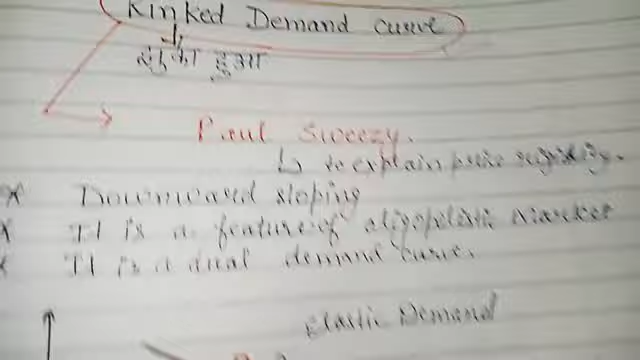 Kinked Demand curve
झुका हुआ
Paul Sweezy.
↳ to explain price rigidity.
Downward sloping
It is a feature of oligopolistic market
It is a dual demand curve.
Elastic Demand